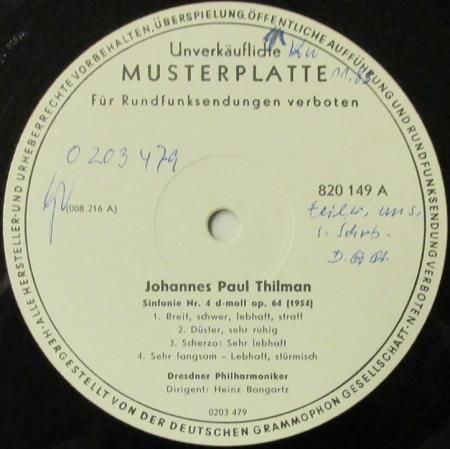 ALLE HERSTELLER- UND URHEBERRECHTE VORBEHALTEN, ÜBERSPIELUNG, ÖFFENTLICHE AUFFÜHRUNG UND RUNDFUNKSENDUNG VERBOTEN.
Unverkäufliche
MUSTERPLATTE
Für Rundfunksendungen verboten
0203479
820 149 A
(008 216 A)
Johannes Paul Thilman
Sinfonie Nr. 4 d-moll op. 64 (1954)
1. Breit, schwer, lebhaft, straff
2. Düster, sehr ruhig
3. Scherzo: Sehr lebhaft
4. Sehr langsam - Lebhaft, stürmisch
Dresdner Philharmoniker
Dirigent: Heinz Bongartz
0203 479
HERGESTELLT VON DER DEUTSCHEN GRAMMOPHON GESELLSCHAFT